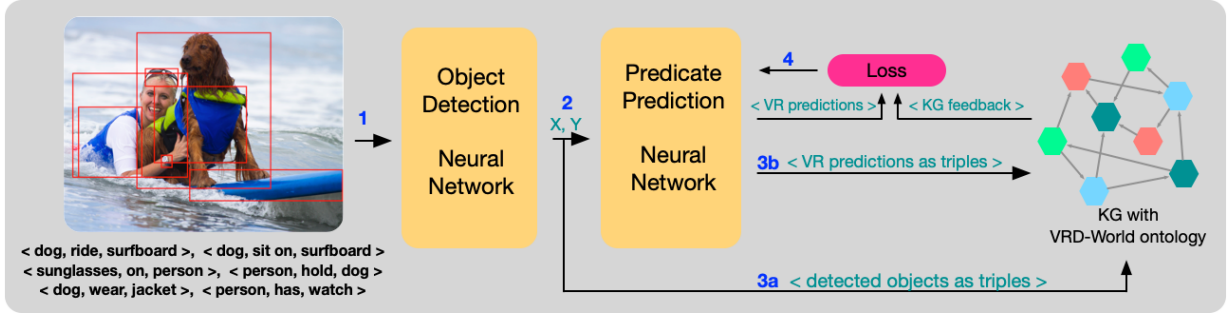 1
Object
Detection
Neural
Network
2
X, Y
Predicate
Prediction
Neural
Network
4
Loss
< VR predictions >
< KG feedback >
3b < VR predictions as triples >
KG with
VRD-World ontology
3a < detected objects as triples >
< dog, ride, surfboard >, < dog, sit on, surfboard >
< sunglasses, on, person >, < person, hold, dog >
< dog, wear, jacket >, < person, has, watch >